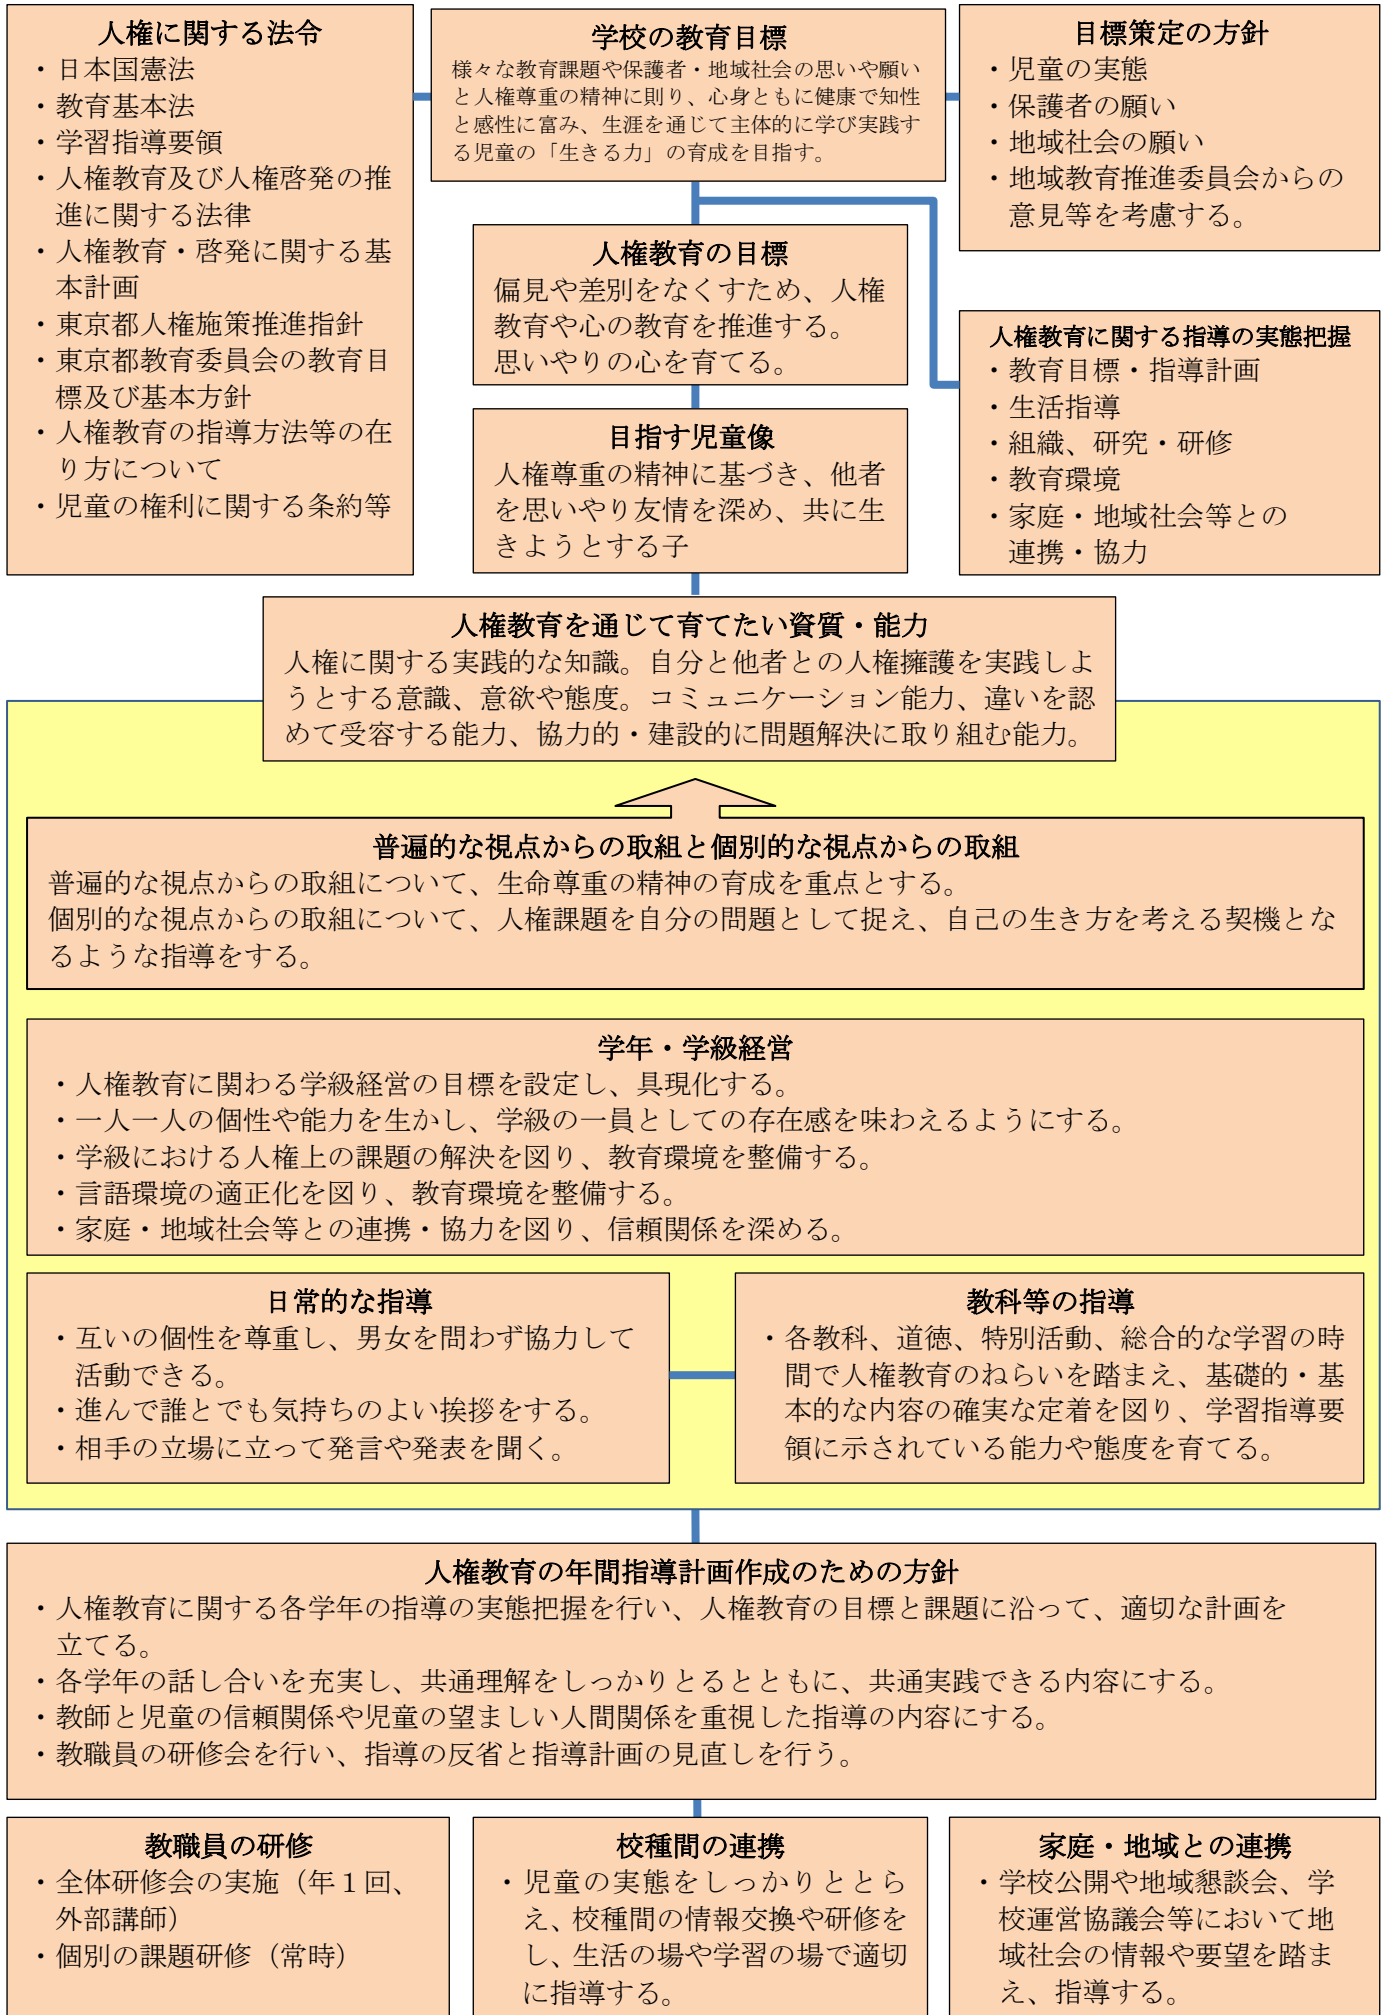 人権に関する法令
・日本国憲法
・教育基本法
・学習指導要領
・人権教育及び人権啓発の推
進に関する法律
・人権教育・啓発に関する基
本計画
・東京都人権施策推進指針
・東京都教育委員会の教育目
標及び基本方針
・人権教育の指導方法等の在
り方について
・児童の権利に関する条約等
学校の教育目標
様々な教育課題や保護者・地域社会の思いや願い
と人権尊重の精神に則り、心身ともに健康で知性
と感性に富み、生涯を通じて主体的に学び実践す
る児童の「生きる力」の育成を目指す。
目標策定の方針
・児童の実態
・保護者の願い
・地域社会の願い
・地域教育推進委員会からの
意見等を考慮する。
人権教育の目標
偏見や差別をなくすため、人権
教育や心の教育を推進する。
思いやりの心を育てる。
人権教育に関する指導の実態把握
・教育目標・指導計画
・生活指導
・組織、研究・研修
・教育環境
・家庭・地域社会等との
連携・協力
目指す児童像
人権尊重の精神に基づき、他者
を思いやり友情を深め、共に生
きようとする子
人権教育を通じて育てたい資質・能力
人権に関する実践的な知識。自分と他者との人権擁護を実践しよ
うとする意識、意欲や態度。コミュニケーション能力、違いを認
めて受容する能力、協力的・建設的に問題解決に取り組む能力。
普遍的な視点からの取組と個別的な視点からの取組
普遍的な視点からの取組について、生命尊重の精神の育成を重点とする。
個別的な視点からの取組について、人権課題を自分の問題として捉え、自己の生き方を考える契機とな
るような指導をする。
学年・学級経営
・人権教育に関わる学級経営の目標を設定し、具現化する。
・一人一人の個性や能力を生かし、学級の一員としての存在感を味わえるようにする。
・学級における人権上の課題の解決を図り、教育環境を整備する。
・言語環境の適正化を図り、教育環境を整備する。
・家庭・地域社会等との連携・協力を図り、信頼関係を深める。
日常的な指導
・互いの個性を尊重し、男女を問わず協力して
活動できる。
・進んで誰とでも気持ちのよい挨拶をする。
・相手の立場に立って発言や発表を聞く。
教科等の指導
・各教科、道徳、特別活動、総合的な学習の時
間で人権教育のねらいを踏まえ、基礎的・基
本的な内容の確実な定着を図り、学習指導要
領に示されている能力や態度を育てる。
人権教育の年間指導計画作成のための方針
・人権教育に関する各学年の指導の実態把握を行い、人権教育の目標と課題に沿って、適切な計画を
立てる。
・各学年の話し合いを充実し、共通理解をしっかりとるとともに、共通実践できる内容にする。
・教師と児童の信頼関係や児童の望ましい人間関係を重視した指導の内容にする。
・教職員の研修会を行い、指導の反省と指導計画の見直しを行う。
教職員の研修
・全体研修会の実施（年１回、
外部講師）
・個別の課題研修（常時）
校種間の連携
・児童の実態をしっかりととら
え、校種間の情報交換や研修を
し、生活の場や学習の場で適切
に指導する。
家庭・地域との連携
・学校公開や地域懇談会、学
校運営協議会等において地
域社会の情報や要望を踏ま
え、指導する。